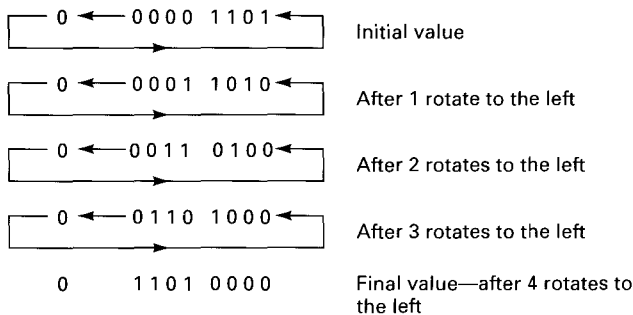 0 0000 1101 Initial value
0 0001 1010 After 1 rotate to the left
0 0011 0100 After 2 rotates to the left
0 0110 1000 After 3 rotates to the left
0 1101 0000 Final value—after 4 rotates to
the left